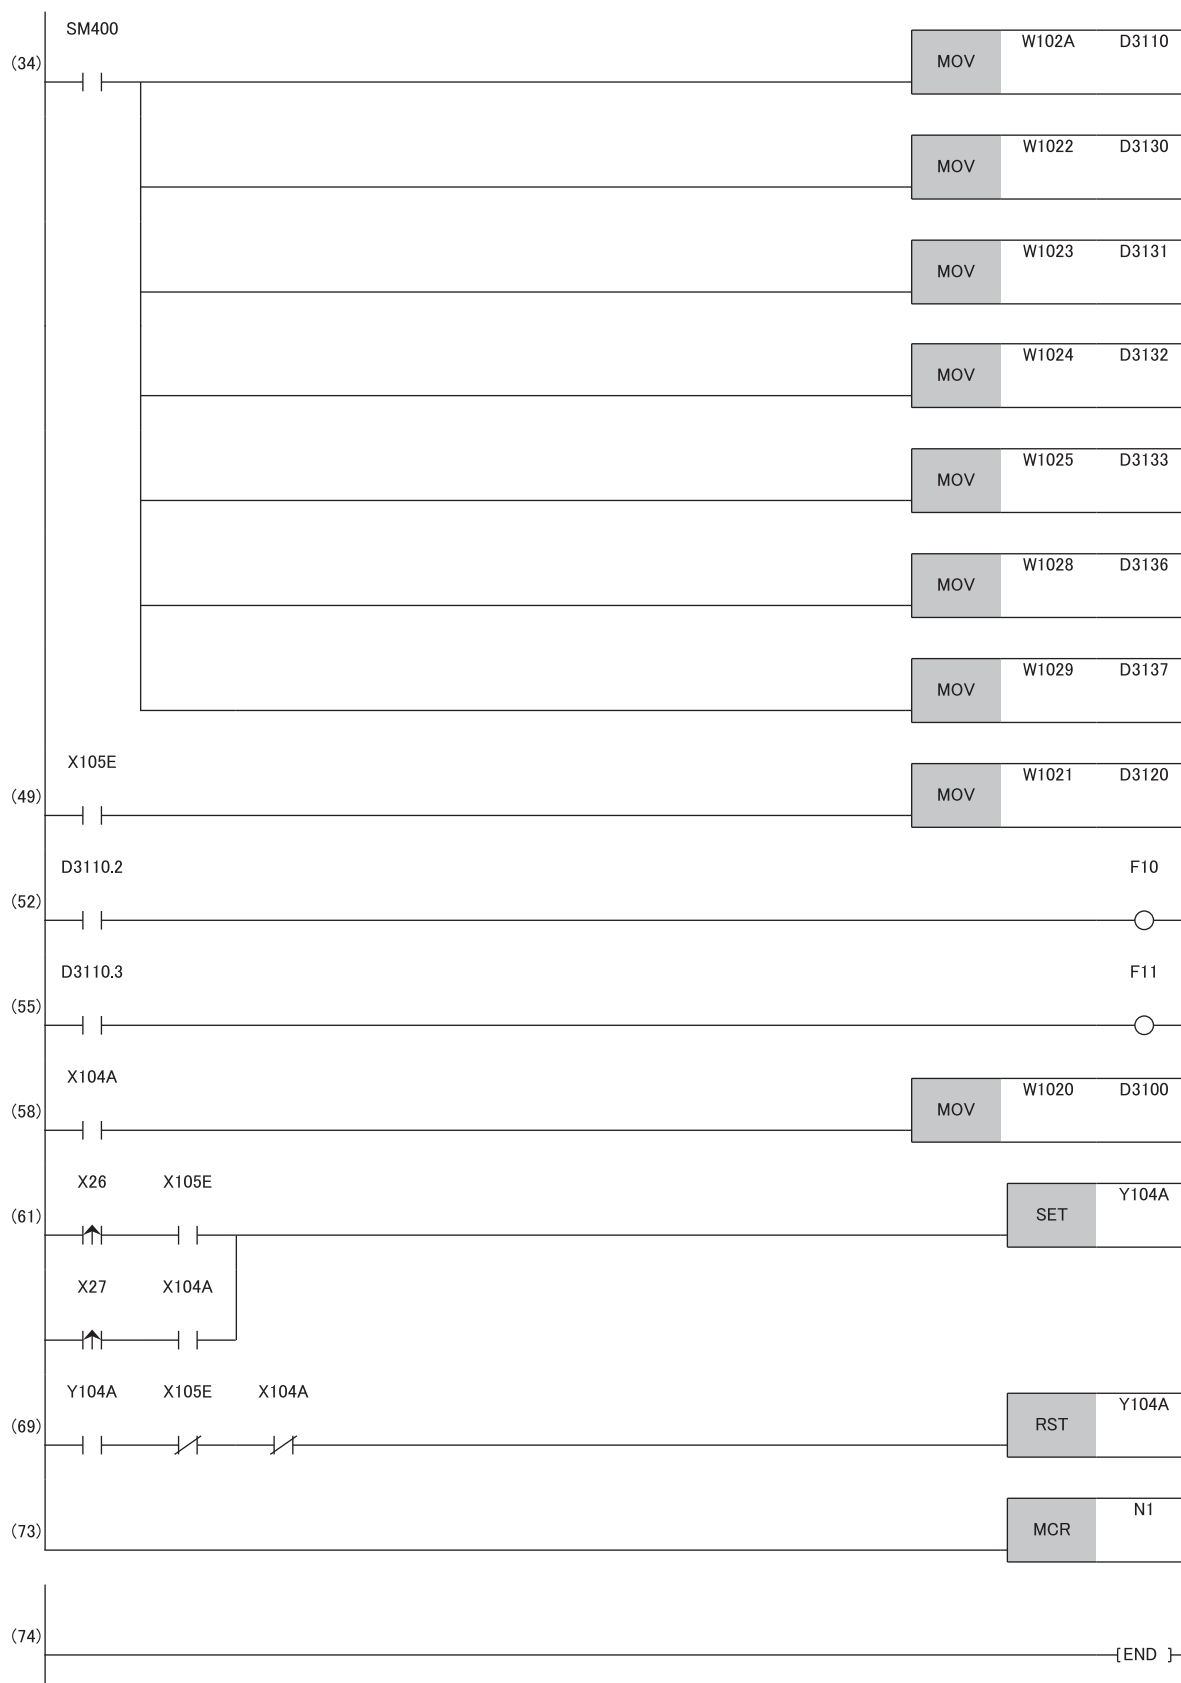 SM400
(34) MOV W102A D3110
MOV W1022 D3130
MOV W1023 D3131
MOV W1024 D3132
MOV W1025 D3133
MOV W1028 D3136
MOV W1029 D3137
X105E
(49) MOV W1021 D3120
D3110.2 F10
(52)
D3110.3 F11
(55)
X104A
(58) MOV W1020 D3100
X26 X105E
(61) SET Y104A
X27 X104A
Y104A X105E X104A
(69) RST Y104A
(73) MCR N1
(74)
[END ]